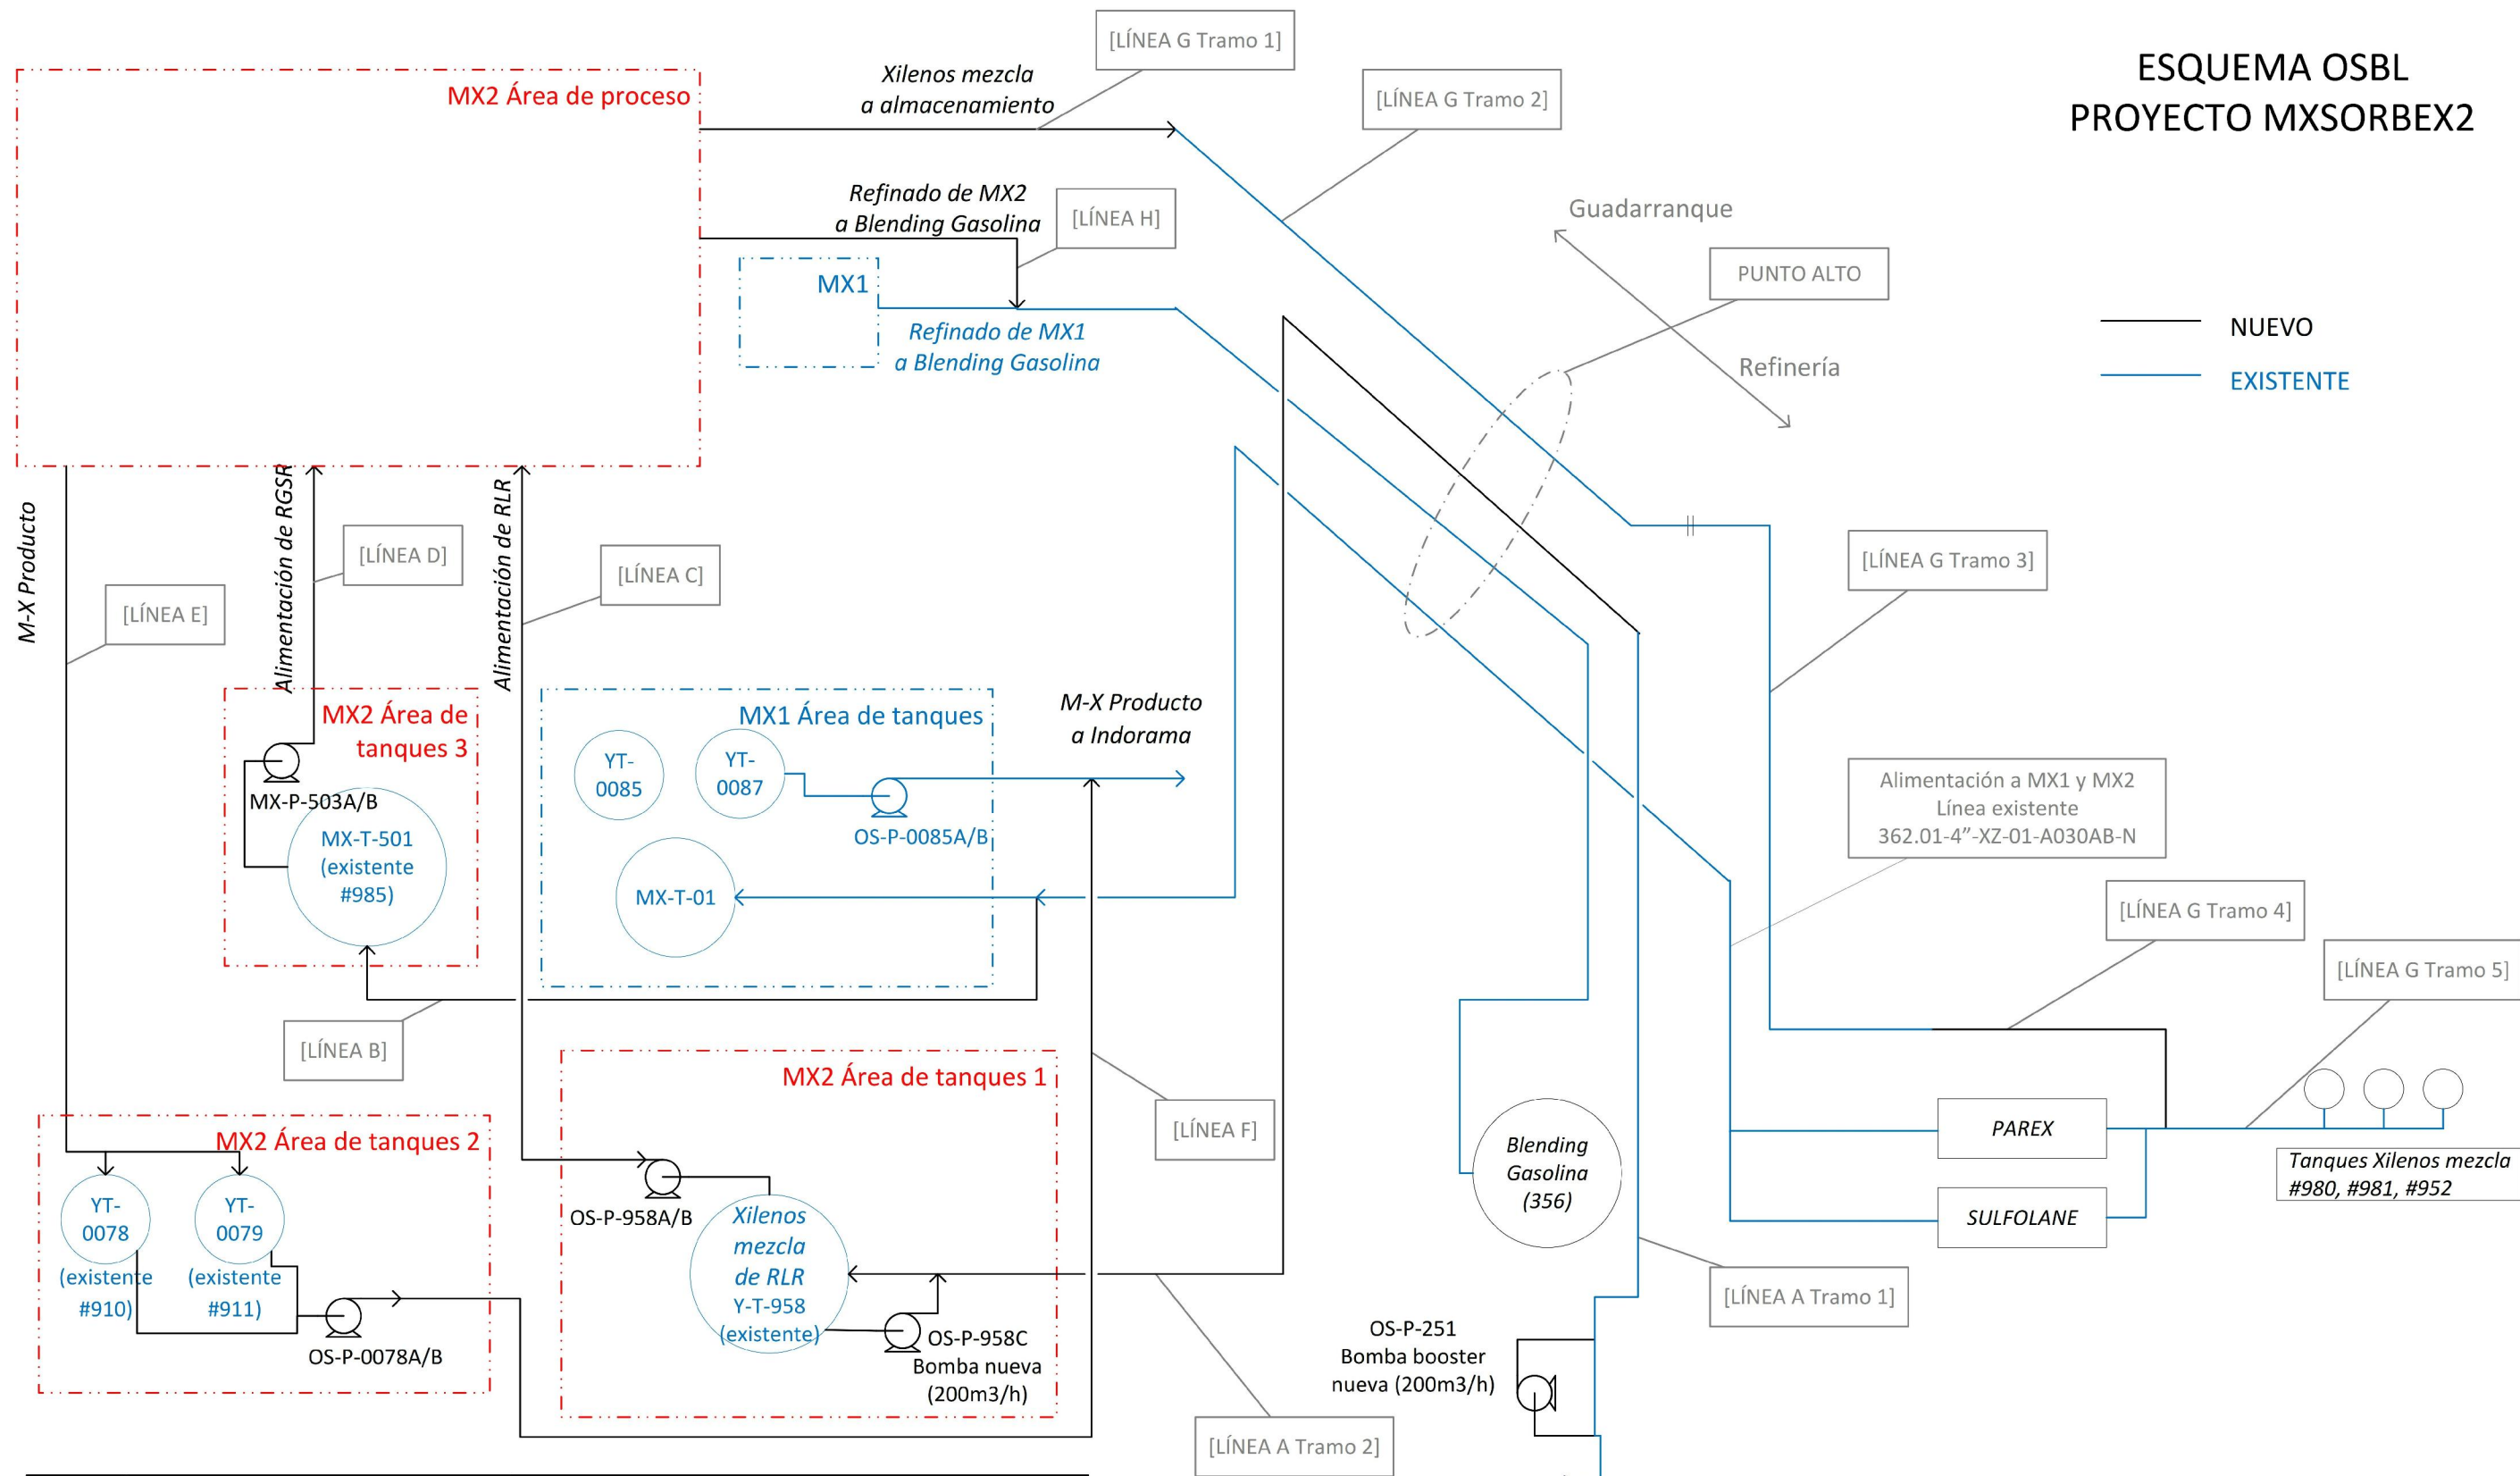 ESQUEMA OSBL
PROYECTO MXSORBEX2
[LÍNEA G Tramo 1]
Xilenos mezcla
a almacenamiento
[LÍNEA G Tramo 2]
MX2 Área de proceso
Refinado de MX2
a Blending Gasolina
[LÍNEA H]
Guadarranque
PUNTO ALTO
Refinería
MX1
Refinado de MX1
a Blending Gasolina
NUEVO
EXISTENTE
M-X Producto
Alimentación de RGSR
Alimentación de RLR
[LÍNEA D]
[LÍNEA C]
[LÍNEA E]
[LÍNEA G Tramo 3]
MX2 Área de
tanques 3
MX-P-503A/B
MX-T-501
(existente
#985)
MX1 Área de tanques
YT-
0085
YT-
0087
OS-P-0085A/B
MX-T-01
M-X Producto
a Indorama
Alimentación a MX1 y MX2
Línea existente
362.01-4”-XZ-01-A030AB-N
[LÍNEA G Tramo 4]
[LÍNEA G Tramo 5]
[LÍNEA B]
MX2 Área de tanques 1
[LÍNEA F]
MX2 Área de tanques 2
YT-
0078
(existente
#910)
YT-
0079
(existente
#911)
OS-P-0078A/B
OS-P-958A/B
Xilenos
mezcla
de RLR
Y-T-958
(existente)
OS-P-958C
Bomba nueva
(200m3/h)
Blending
Gasolina
(356)
PAREX
SULFOLANE
Tanques Xilenos mezcla
#980, #981, #952
[LÍNEA A Tramo 1]
OS-P-251
Bomba booster
nueva (200m3/h)
[LÍNEA A Tramo 2]